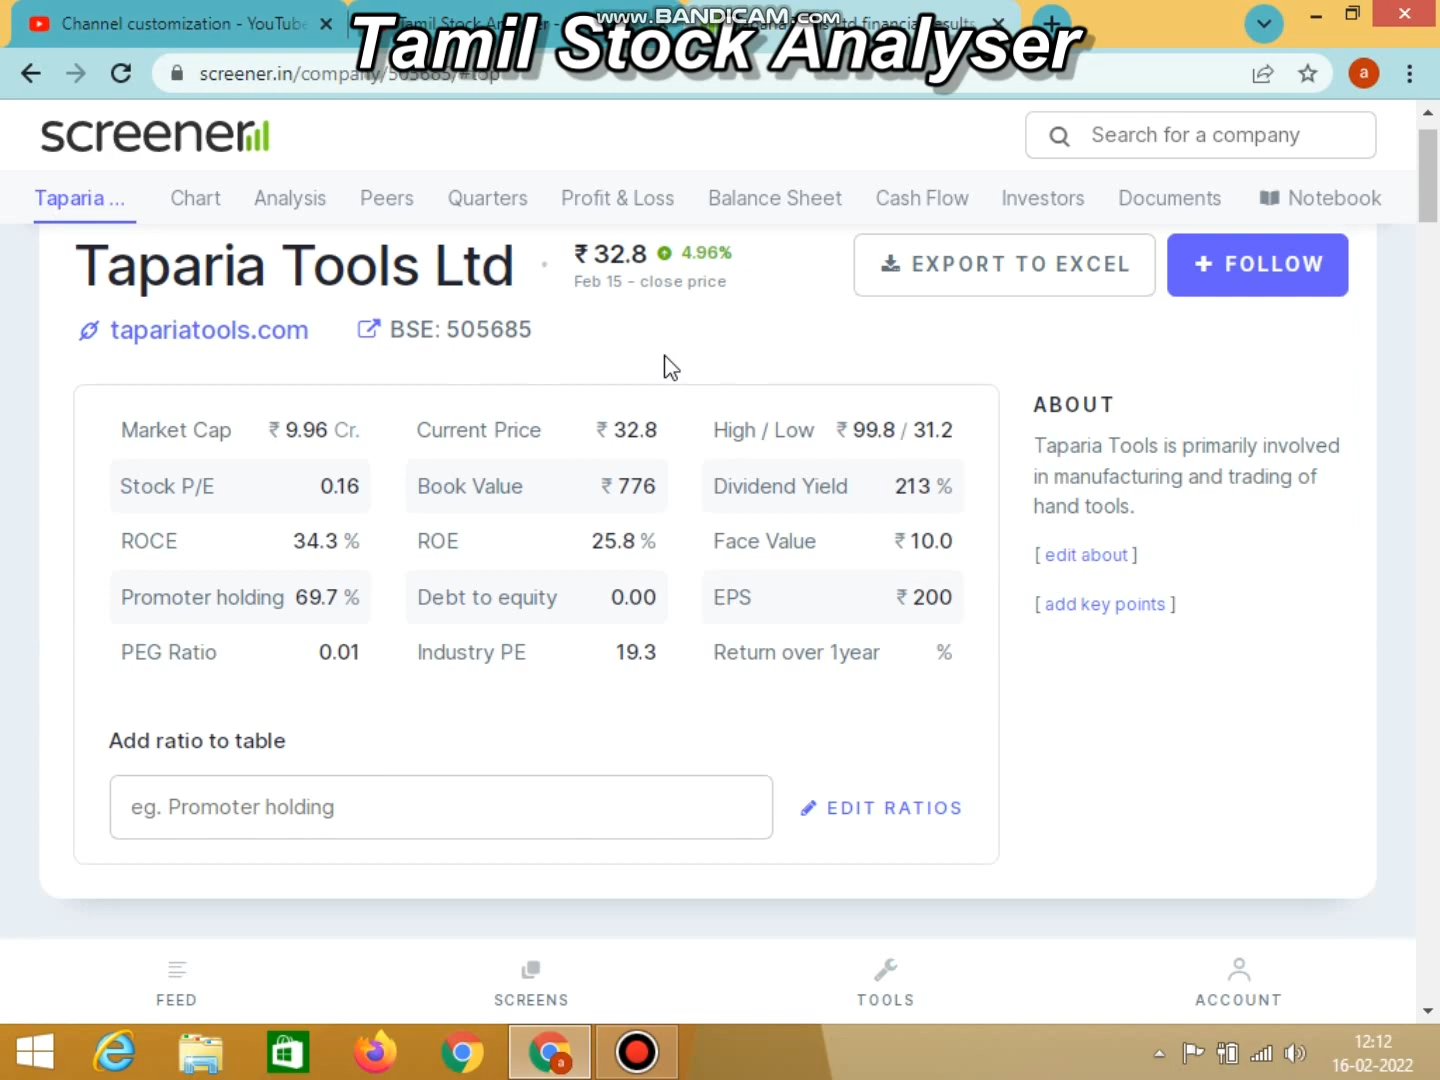 www.BANDICAM.com
Channel customization - YouTube
Tamil Stock Analyser
screener.in/company/505685/#top
screener
Search for a company
Taparia ... Chart Analysis Peers Quarters Profit & Loss Balance Sheet Cash Flow Investors Documents Notebook
Taparia Tools Ltd ₹ 32.8 4.96%
Feb 15 - close price
EXPORT TO EXCEL
+ FOLLOW
tapariatools.com BSE: 505685
Market Cap ₹ 9.96 Cr. Current Price ₹ 32.8 High / Low ₹ 99.8 / 31.2
Stock P/E 0.16 Book Value ₹ 776 Dividend Yield 213 %
ROCE 34.3 % ROE 25.8 % Face Value ₹ 10.0
Promoter holding 69.7 % Debt to equity 0.00 EPS ₹ 200
PEG Ratio 0.01 Industry PE 19.3 Return over 1year %
Add ratio to table
eg. Promoter holding
EDIT RATIOS
ABOUT
Taparia Tools is primarily involved
in manufacturing and trading of
hand tools.
[ edit about ]
[ add key points ]
FEED SCREENS TOOLS ACCOUNT
12:12
16-02-2022